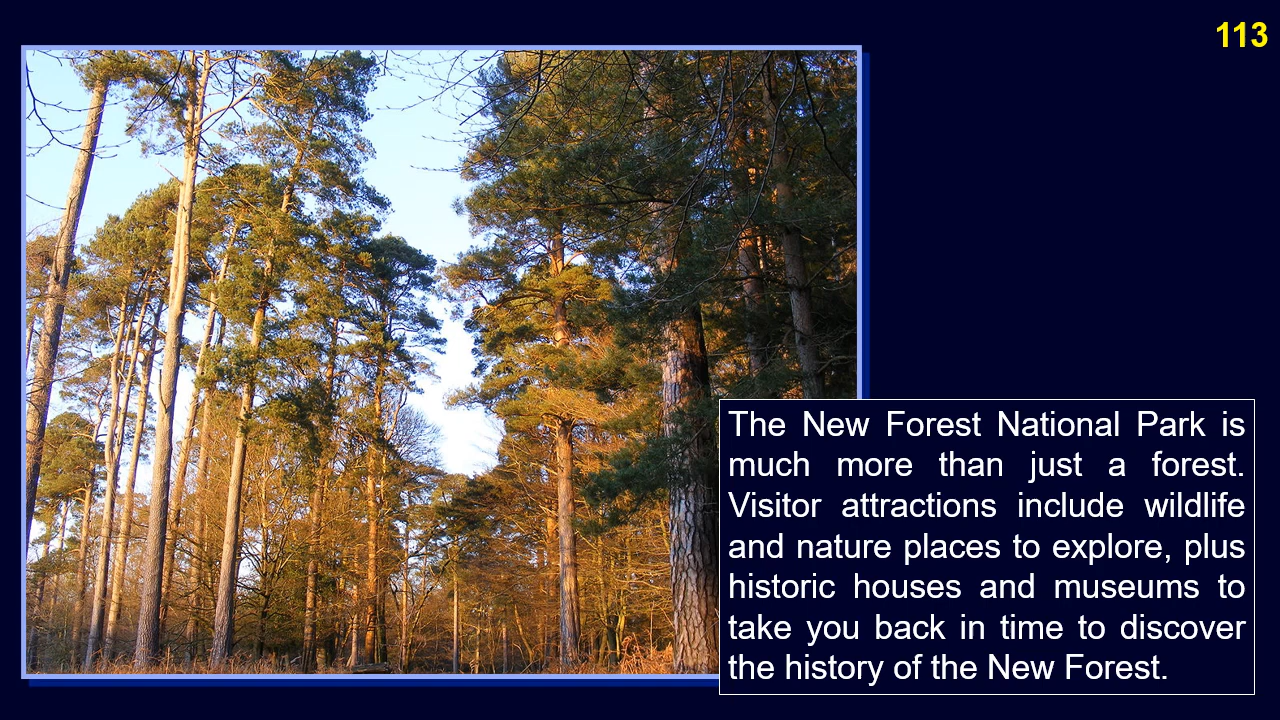 113
The New Forest National Park is
much more than just a forest.
Visitor attractions include wildlife
and nature places to explore, plus
historic houses and museums to
take you back in time to discover
the history of the New Forest.